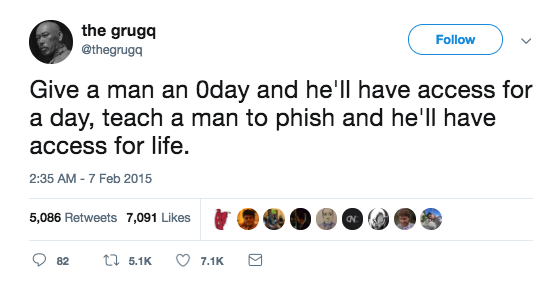 the grugq
@thegrugq
Follow
Give a man an 0day and he'll have access for
a day, teach a man to phish and he'll have
access for life.
2:35 AM - 7 Feb 2015
5,086 Retweets 7,091 Likes
82 5.1K 7.1K